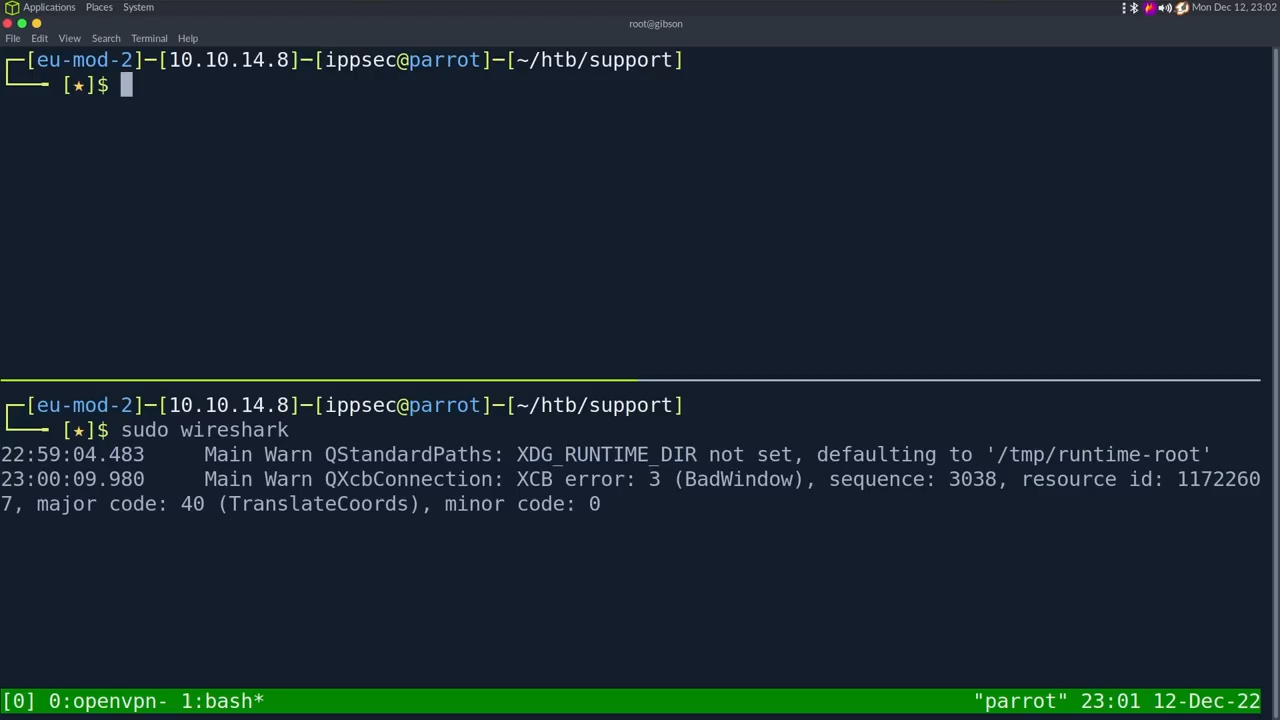 Applications Places System Mon Dec 12, 23:02
root@gibson
File Edit View Search Terminal Help
┌─[eu-mod-2]─[10.10.14.8]─[ippsec@parrot]─[~/htb/support]
└──╼ [★]$
┌─[eu-mod-2]─[10.10.14.8]─[ippsec@parrot]─[~/htb/support]
└──╼ [★]$ sudo wireshark
22:59:04.483     Main Warn QStandardPaths: XDG_RUNTIME_DIR not set, defaulting to '/tmp/runtime-root'
23:00:09.980     Main Warn QXcbConnection: XCB error: 3 (BadWindow), sequence: 3038, resource id: 1172260
7, major code: 40 (TranslateCoords), minor code: 0
[0] 0:openvpn- 1:bash* "parrot" 23:01 12-Dec-22